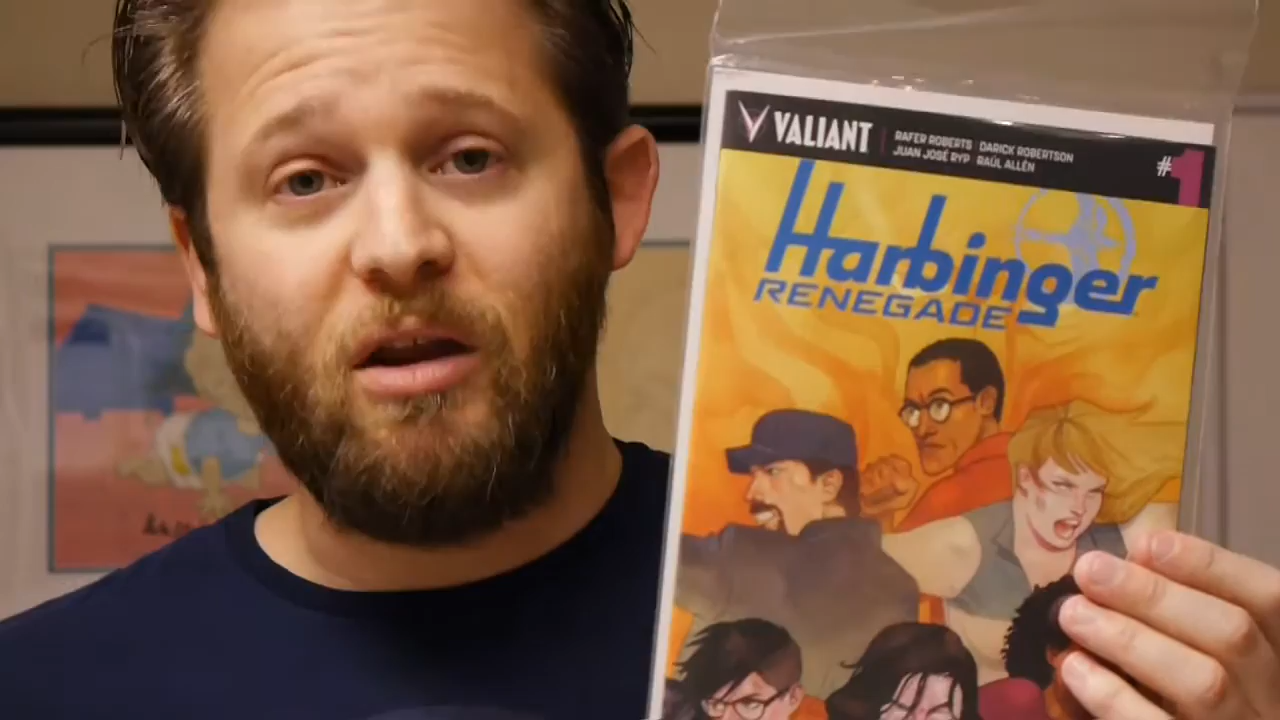 VALIANT
RAFER ROBERTS DARICK ROBERTSON
JUAN JOSÉ RYP RAÚL ALLÉN
#1
Harbinger
RENEGADE